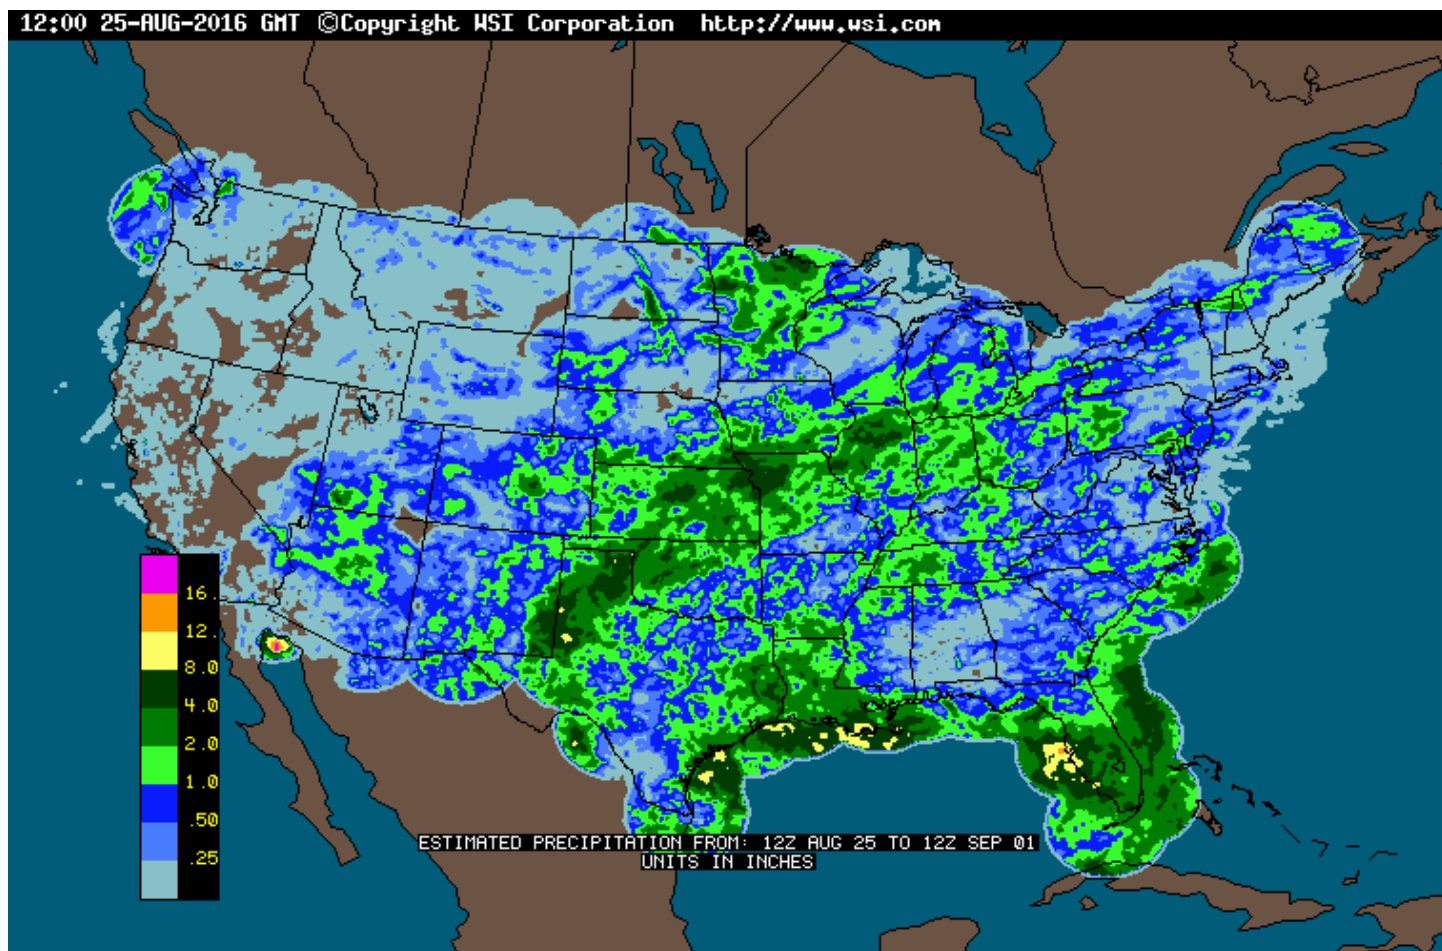 12:00 25-AUG-2016 GMT ©Copyright WSI Corporation http://www.wsi.com
16.
12.
8.0
4.0
2.0
1.0
.50
.25
ESTIMATED PRECIPITATION FROM: 12Z AUG 25 TO 12Z SEP 01
UNITS IN INCHES